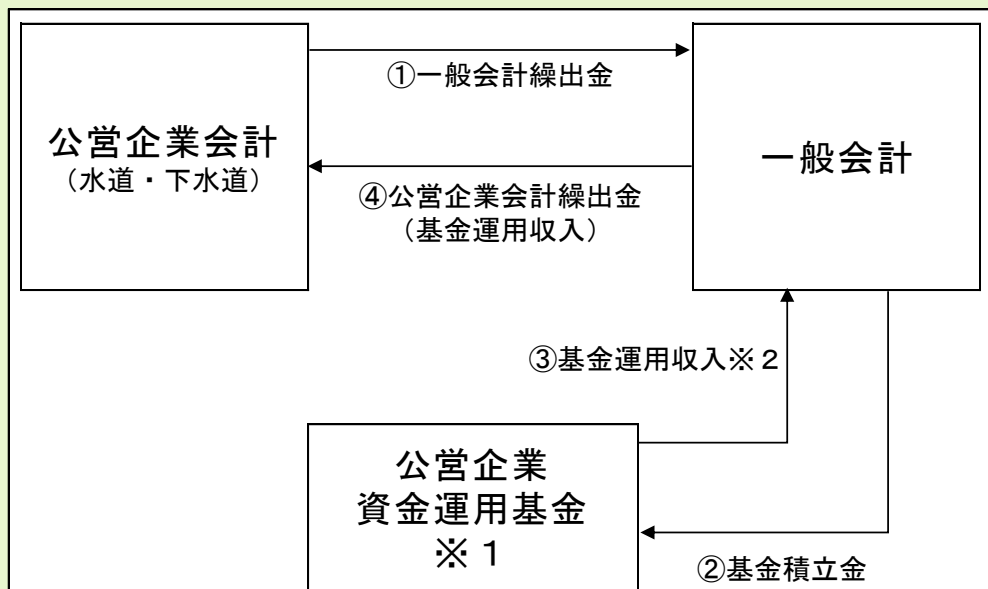 ①一般会計繰出金
公営企業会計
（水道・下水道）
一般会計
④公営企業会計繰出金
（基金運用収入）
③基金運用収入※２
公営企業
資金運用基金
※１
②基金積立金